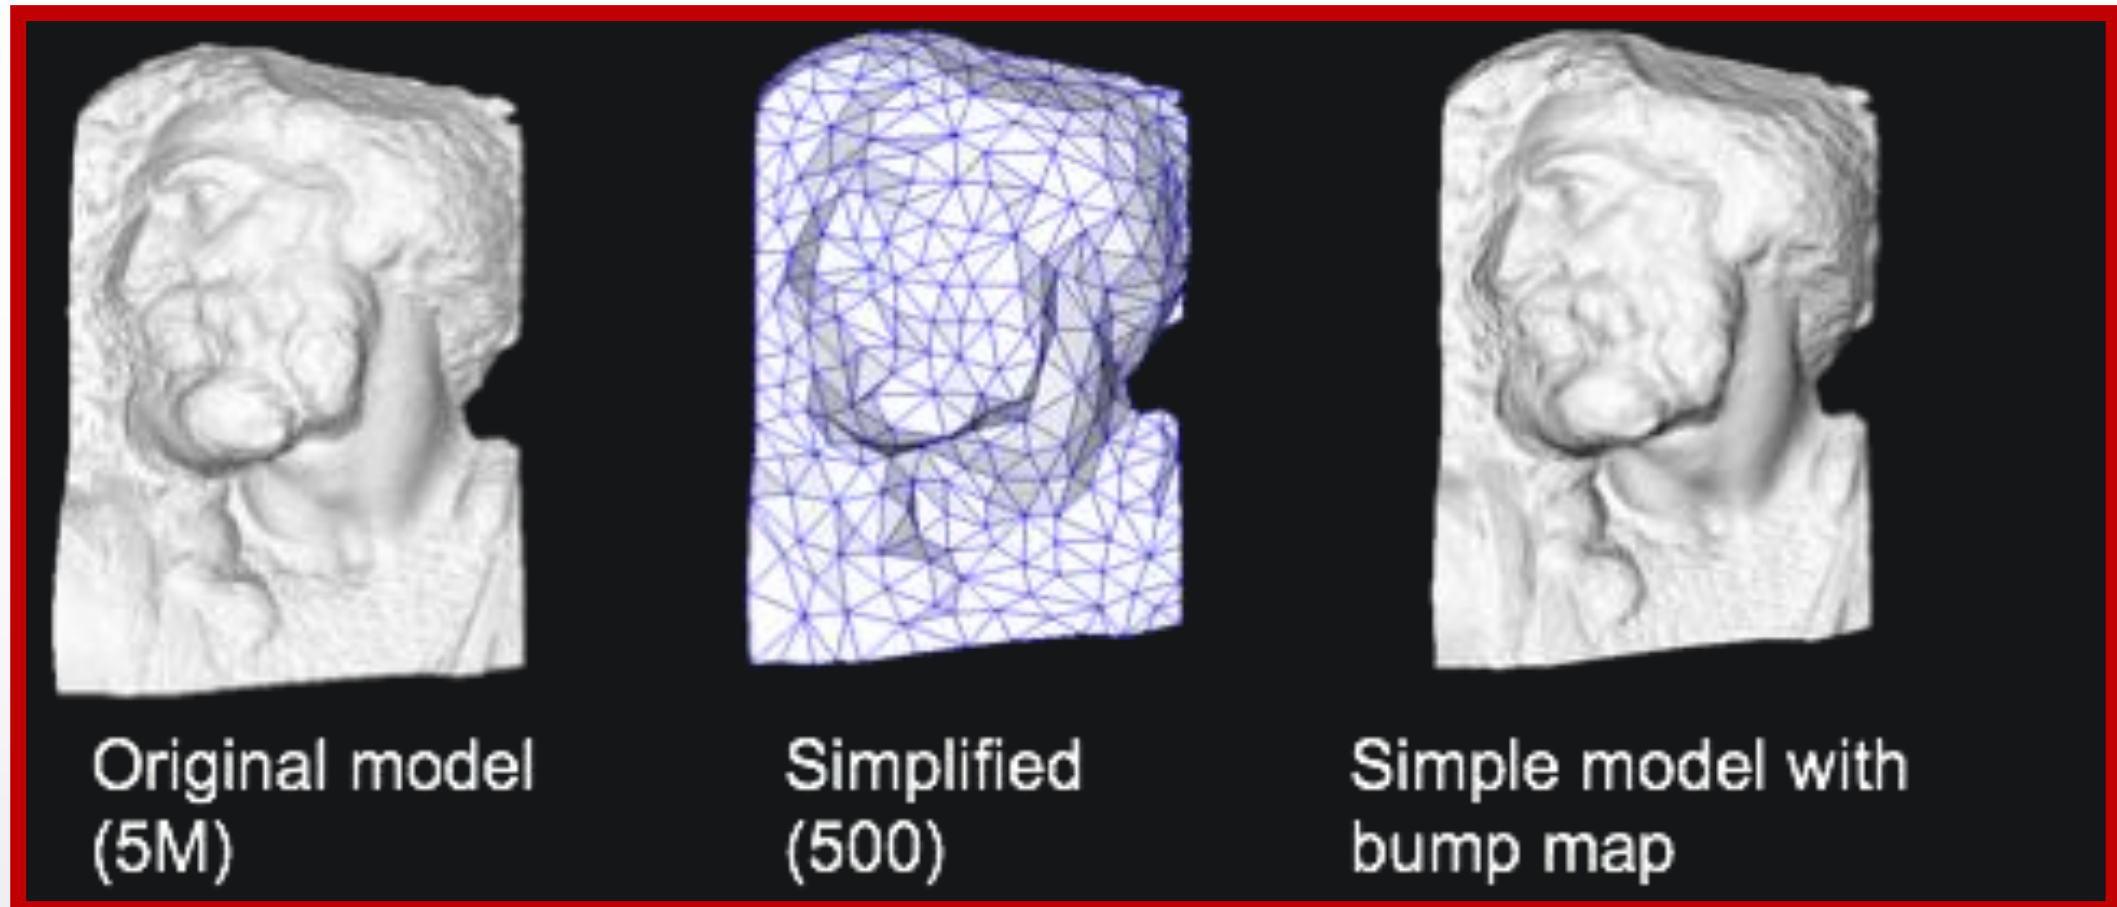 Original model
(5M)
Simplified
(500)
Simple model with
bump map